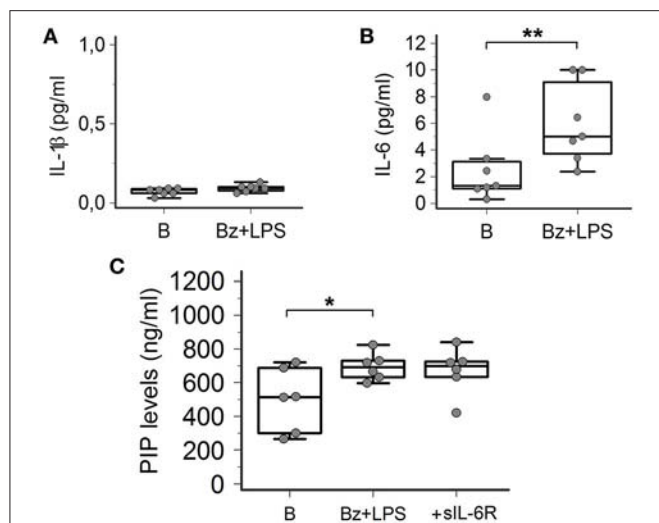 A
IL-1β (pg/ml)
1,0
0,5
0,0
B Bz+LPS
B
IL-6 (pg/ml)
**
12
10
8
6
4
2
0
B Bz+LPS
C
PIP levels (ng/ml)
*
1200
1000
800
600
400
200
0
B Bz+LPS +sIL-6R